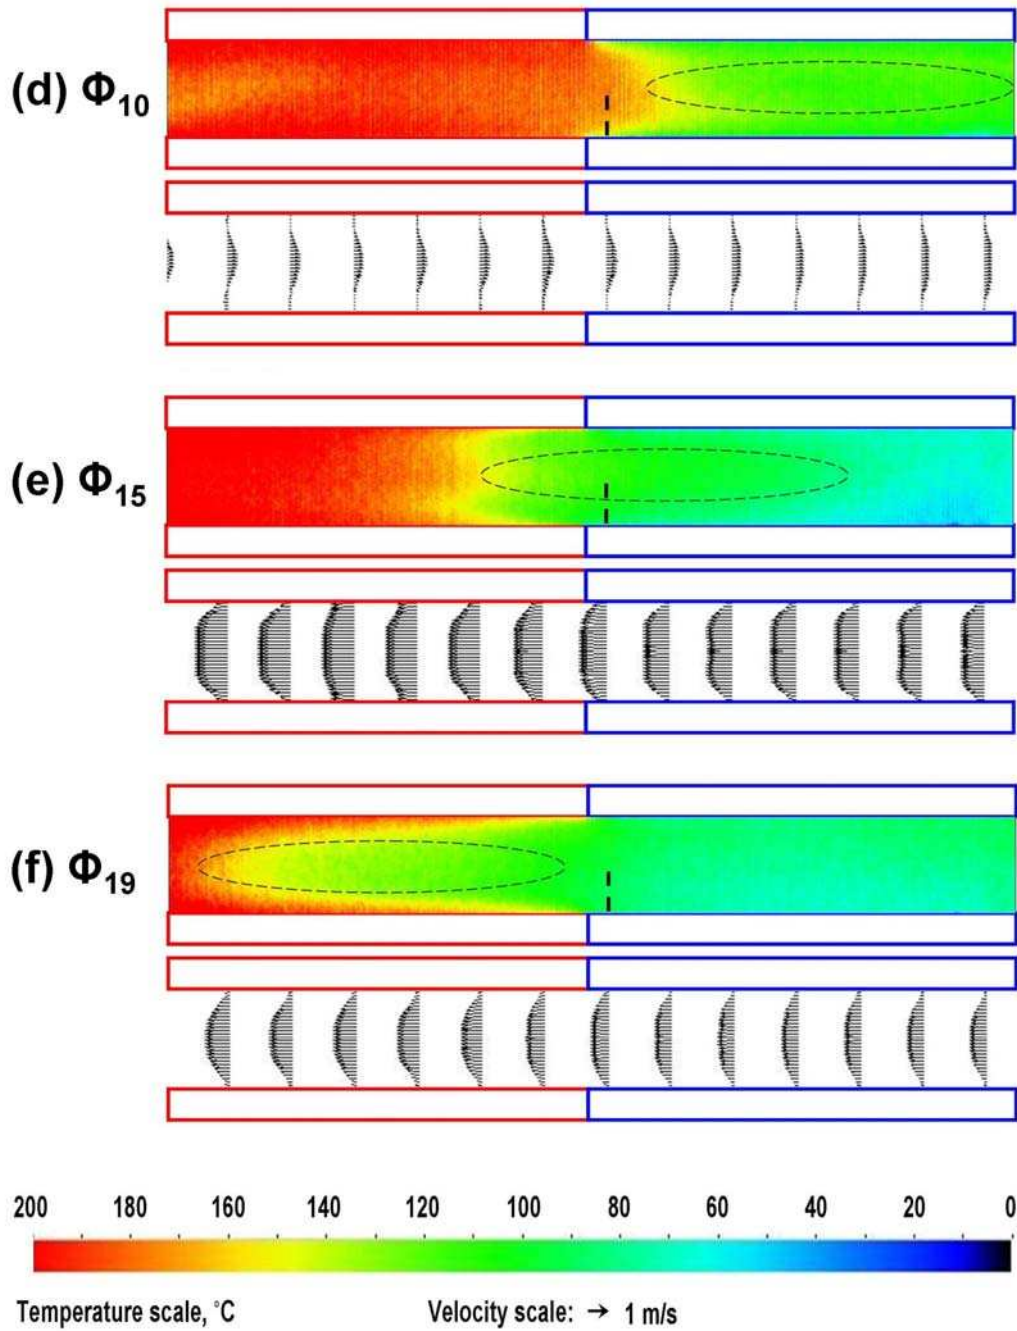 (d) Φ10
(e) Φ15
(f) Φ19
200 180 160 140 120 100 80 60 40 20 0
Temperature scale, °C Velocity scale: → 1 m/s